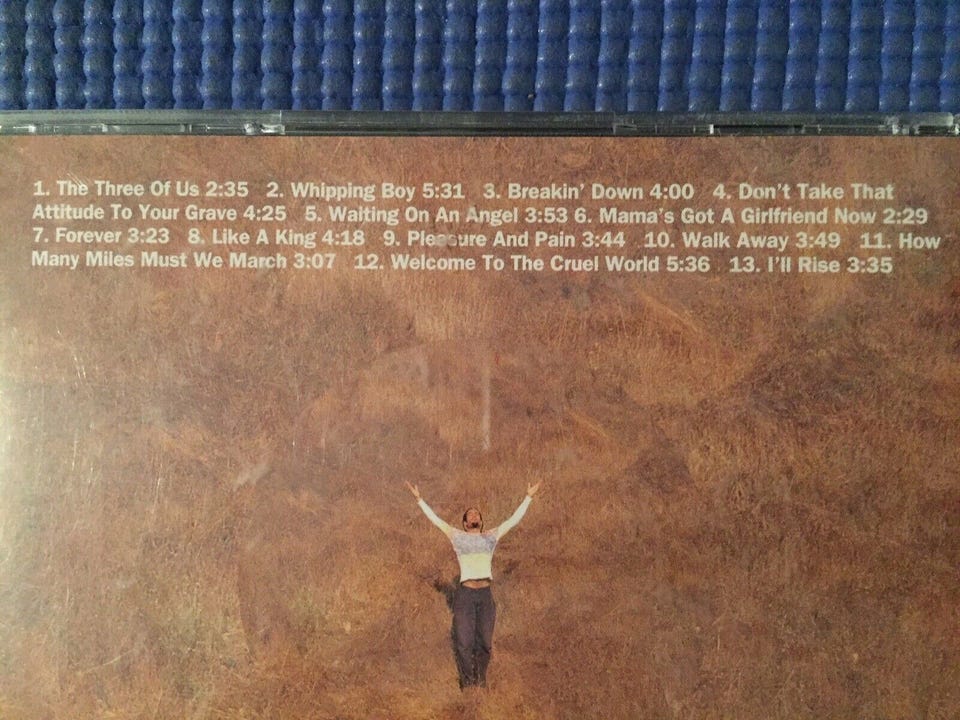 1. The Three Of Us 2:35 2. Whipping Boy 5:31 3. Breakin' Down 4:00 4. Don't Take That
Attitude To Your Grave 4:25 5. Waiting On An Angel 3:53 6. Mama's Got A Girlfriend Now 2:29
7. Forever 3:23 8. Like A King 4:18 9. Pleasure And Pain 3:44 10. Walk Away 3:49 11. How
Many Miles Must We March 3:07 12. Welcome To The Cruel World 5:36 13. I'll Rise 3:35